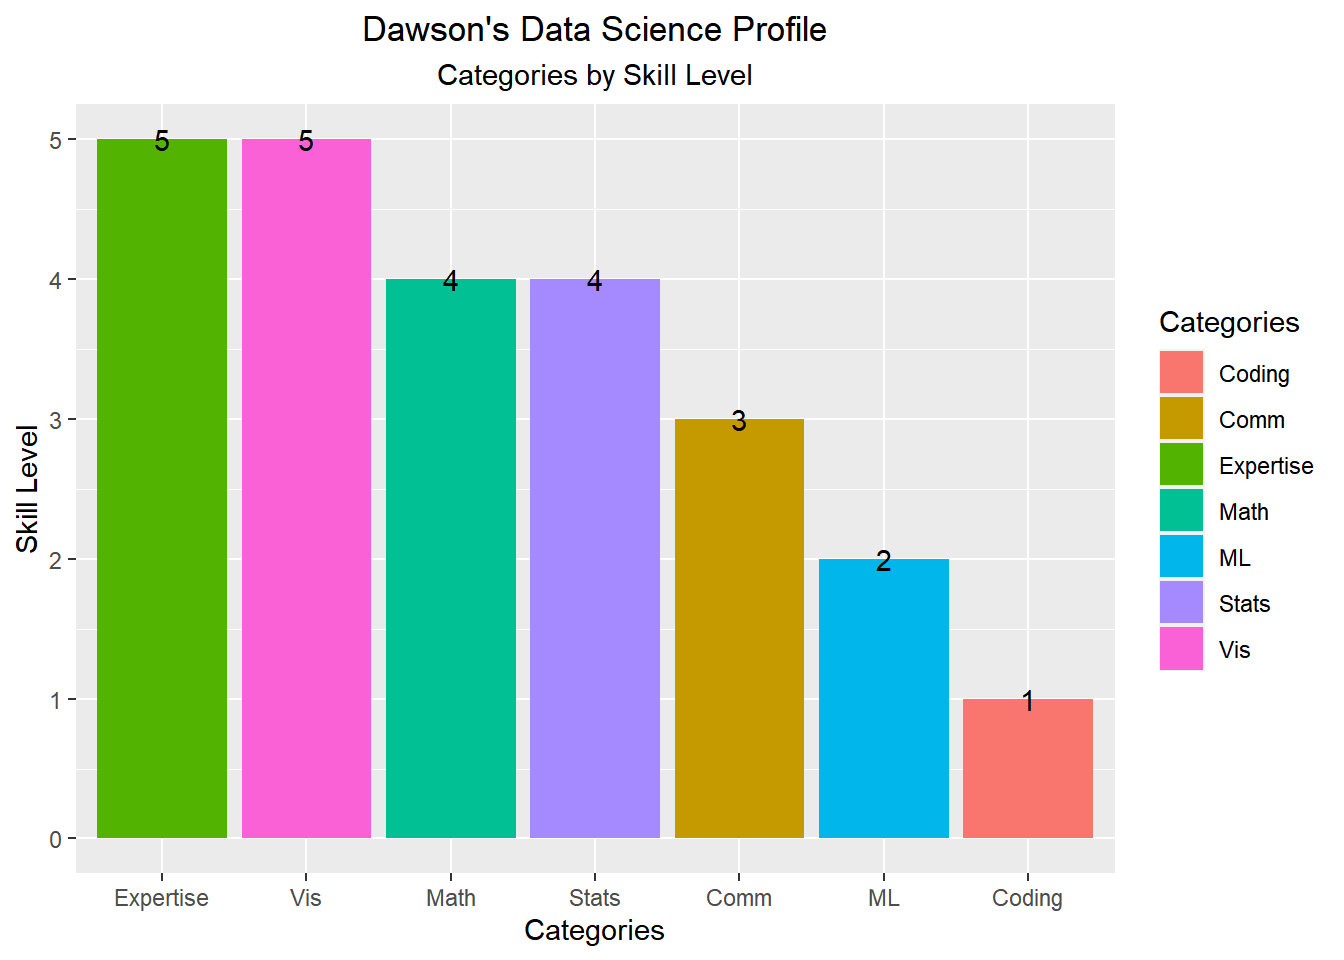 Dawson's Data Science Profile
Categories by Skill Level
Skill Level
5
4
3
2
1
0
5
5
4
4
3
2
1
Expertise
Vis
Math
Stats
Comm
ML
Coding
Categories
Categories
Coding
Comm
Expertise
Math
ML
Stats
Vis